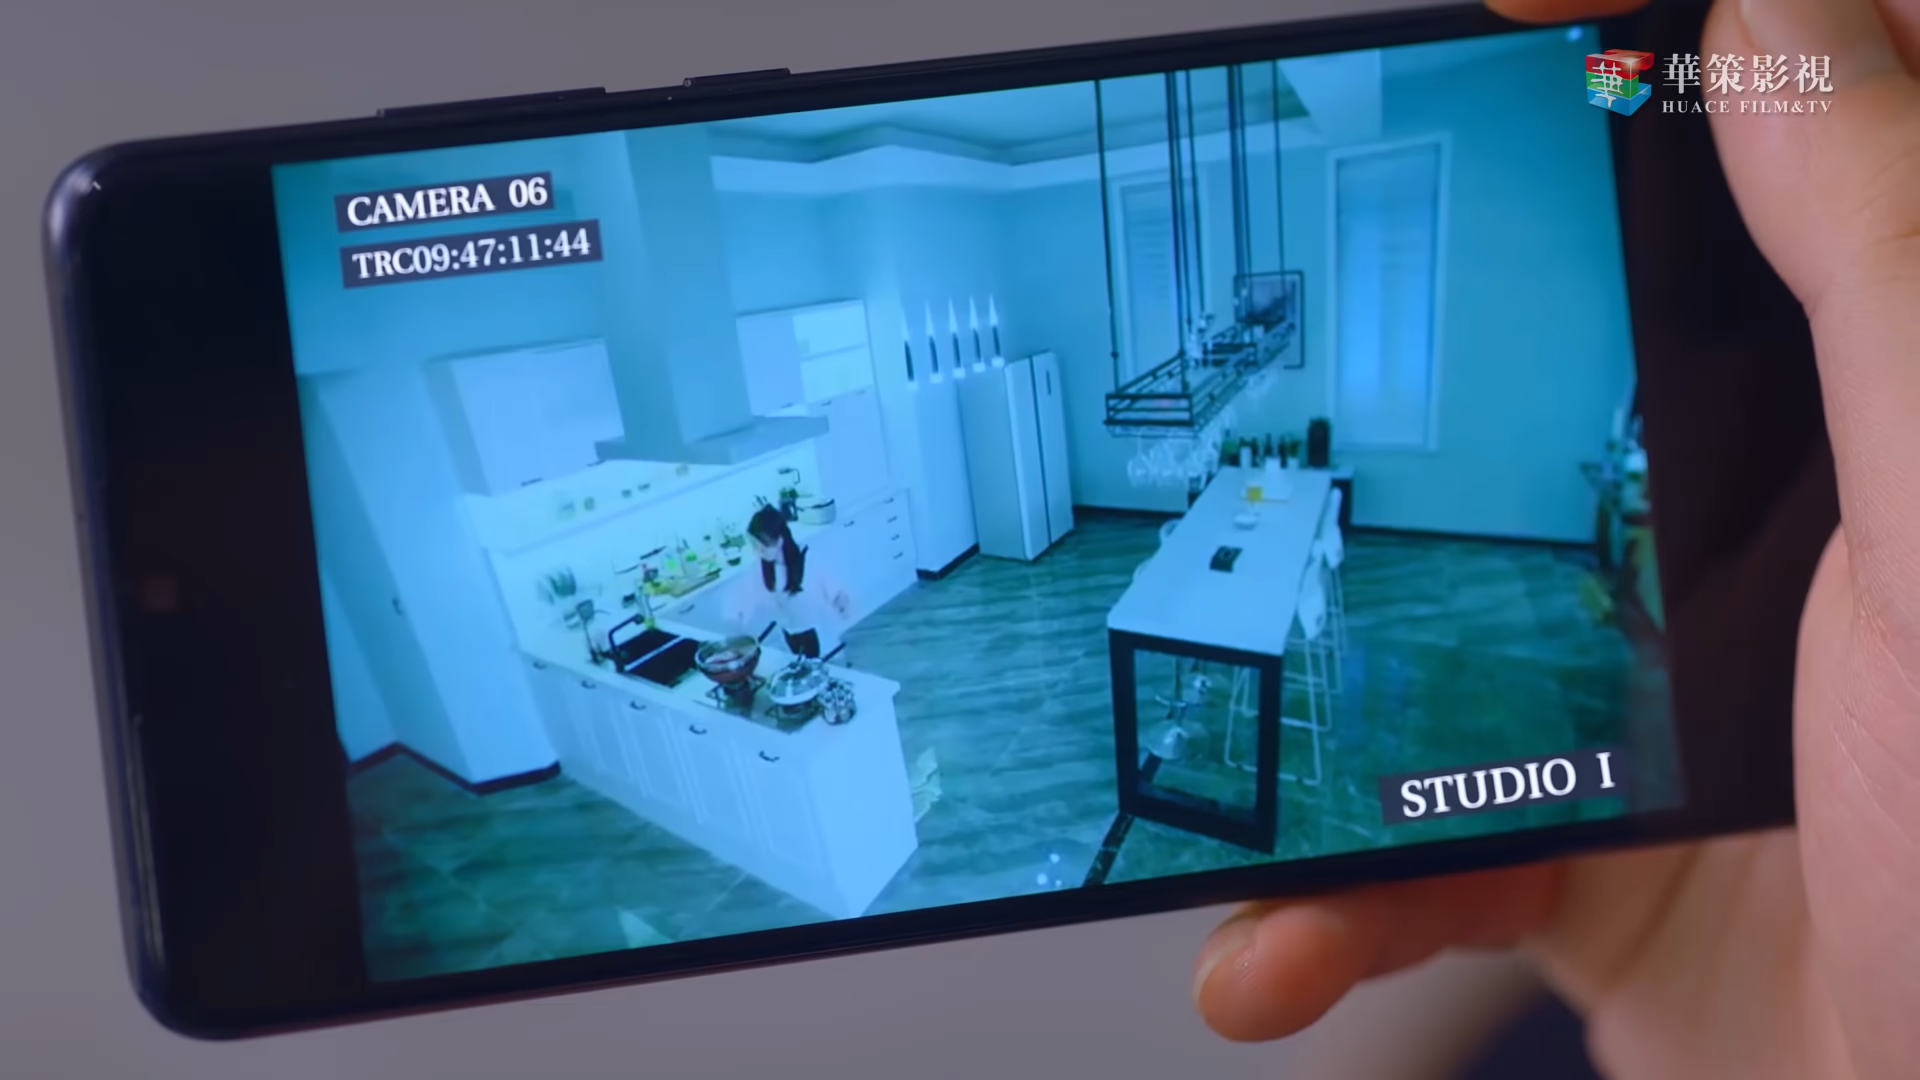 華策影視
HUACE FILM&TV
CAMERA 06
TRC09:47:11:44
STUDIO I